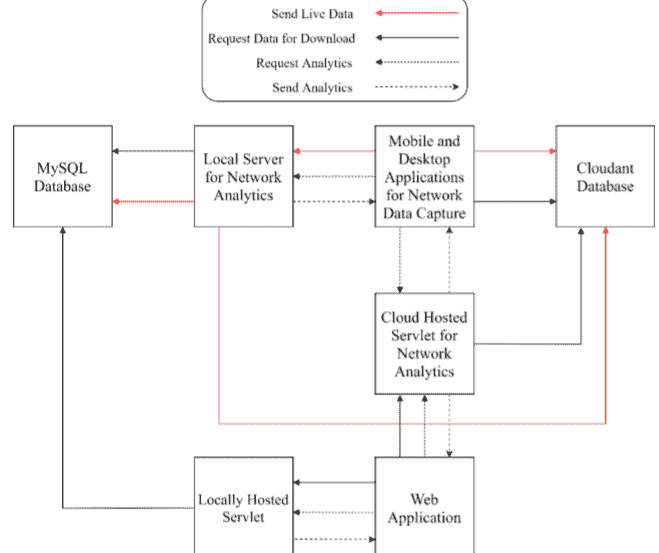 Send Live Data
Request Data for Download
Request Analytics
Send Analytics
MySQL
Database
Local Server
for Network
Analytics
Mobile and
Desktop
Applications
for Network
Data Capture
Cloudant
Database
Cloud Hosted
Servlet for
Network
Analytics
Locally Hosted
Servlet
Web
Application